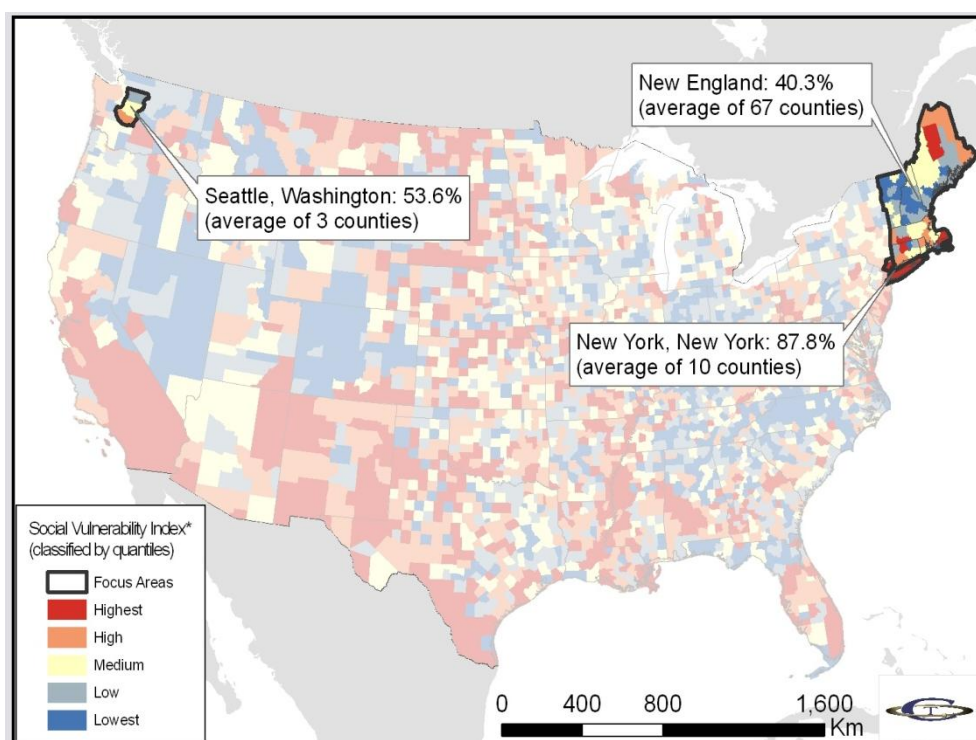 New England: 40.3%
(average of 67 counties)
Seattle, Washington: 53.6%
(average of 3 counties)
New York, New York: 87.8%
(average of 10 counties)
Social Vulnerability Index*
(classified by quantiles)
Focus Areas
Highest
High
Medium
Low
Lowest
0 400 800 1,600
Km